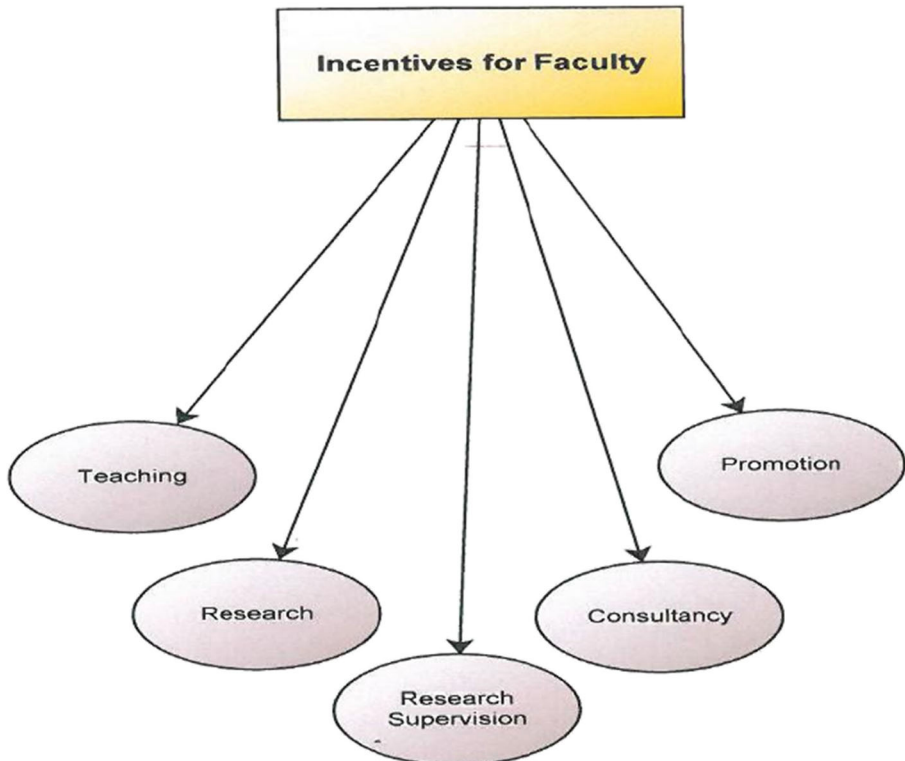 Incentives for Faculty
Teaching
Research
Research
Supervision
Consultancy
Promotion